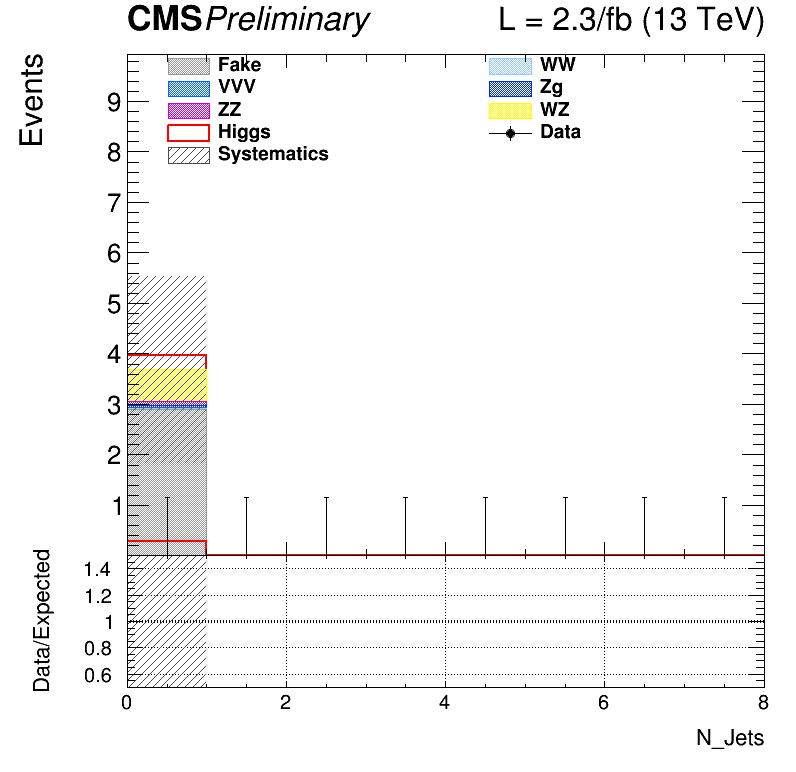 CMS Preliminary L = 2.3/fb (13 TeV)
Events
Fake WW
VVV Zg
ZZ WZ
Higgs Data
Systematics
9
8
7
6
5
4
3
2
1
Data/Expected
1.4
1.2
1
0.8
0.6
0 2 4 6 8
N_Jets